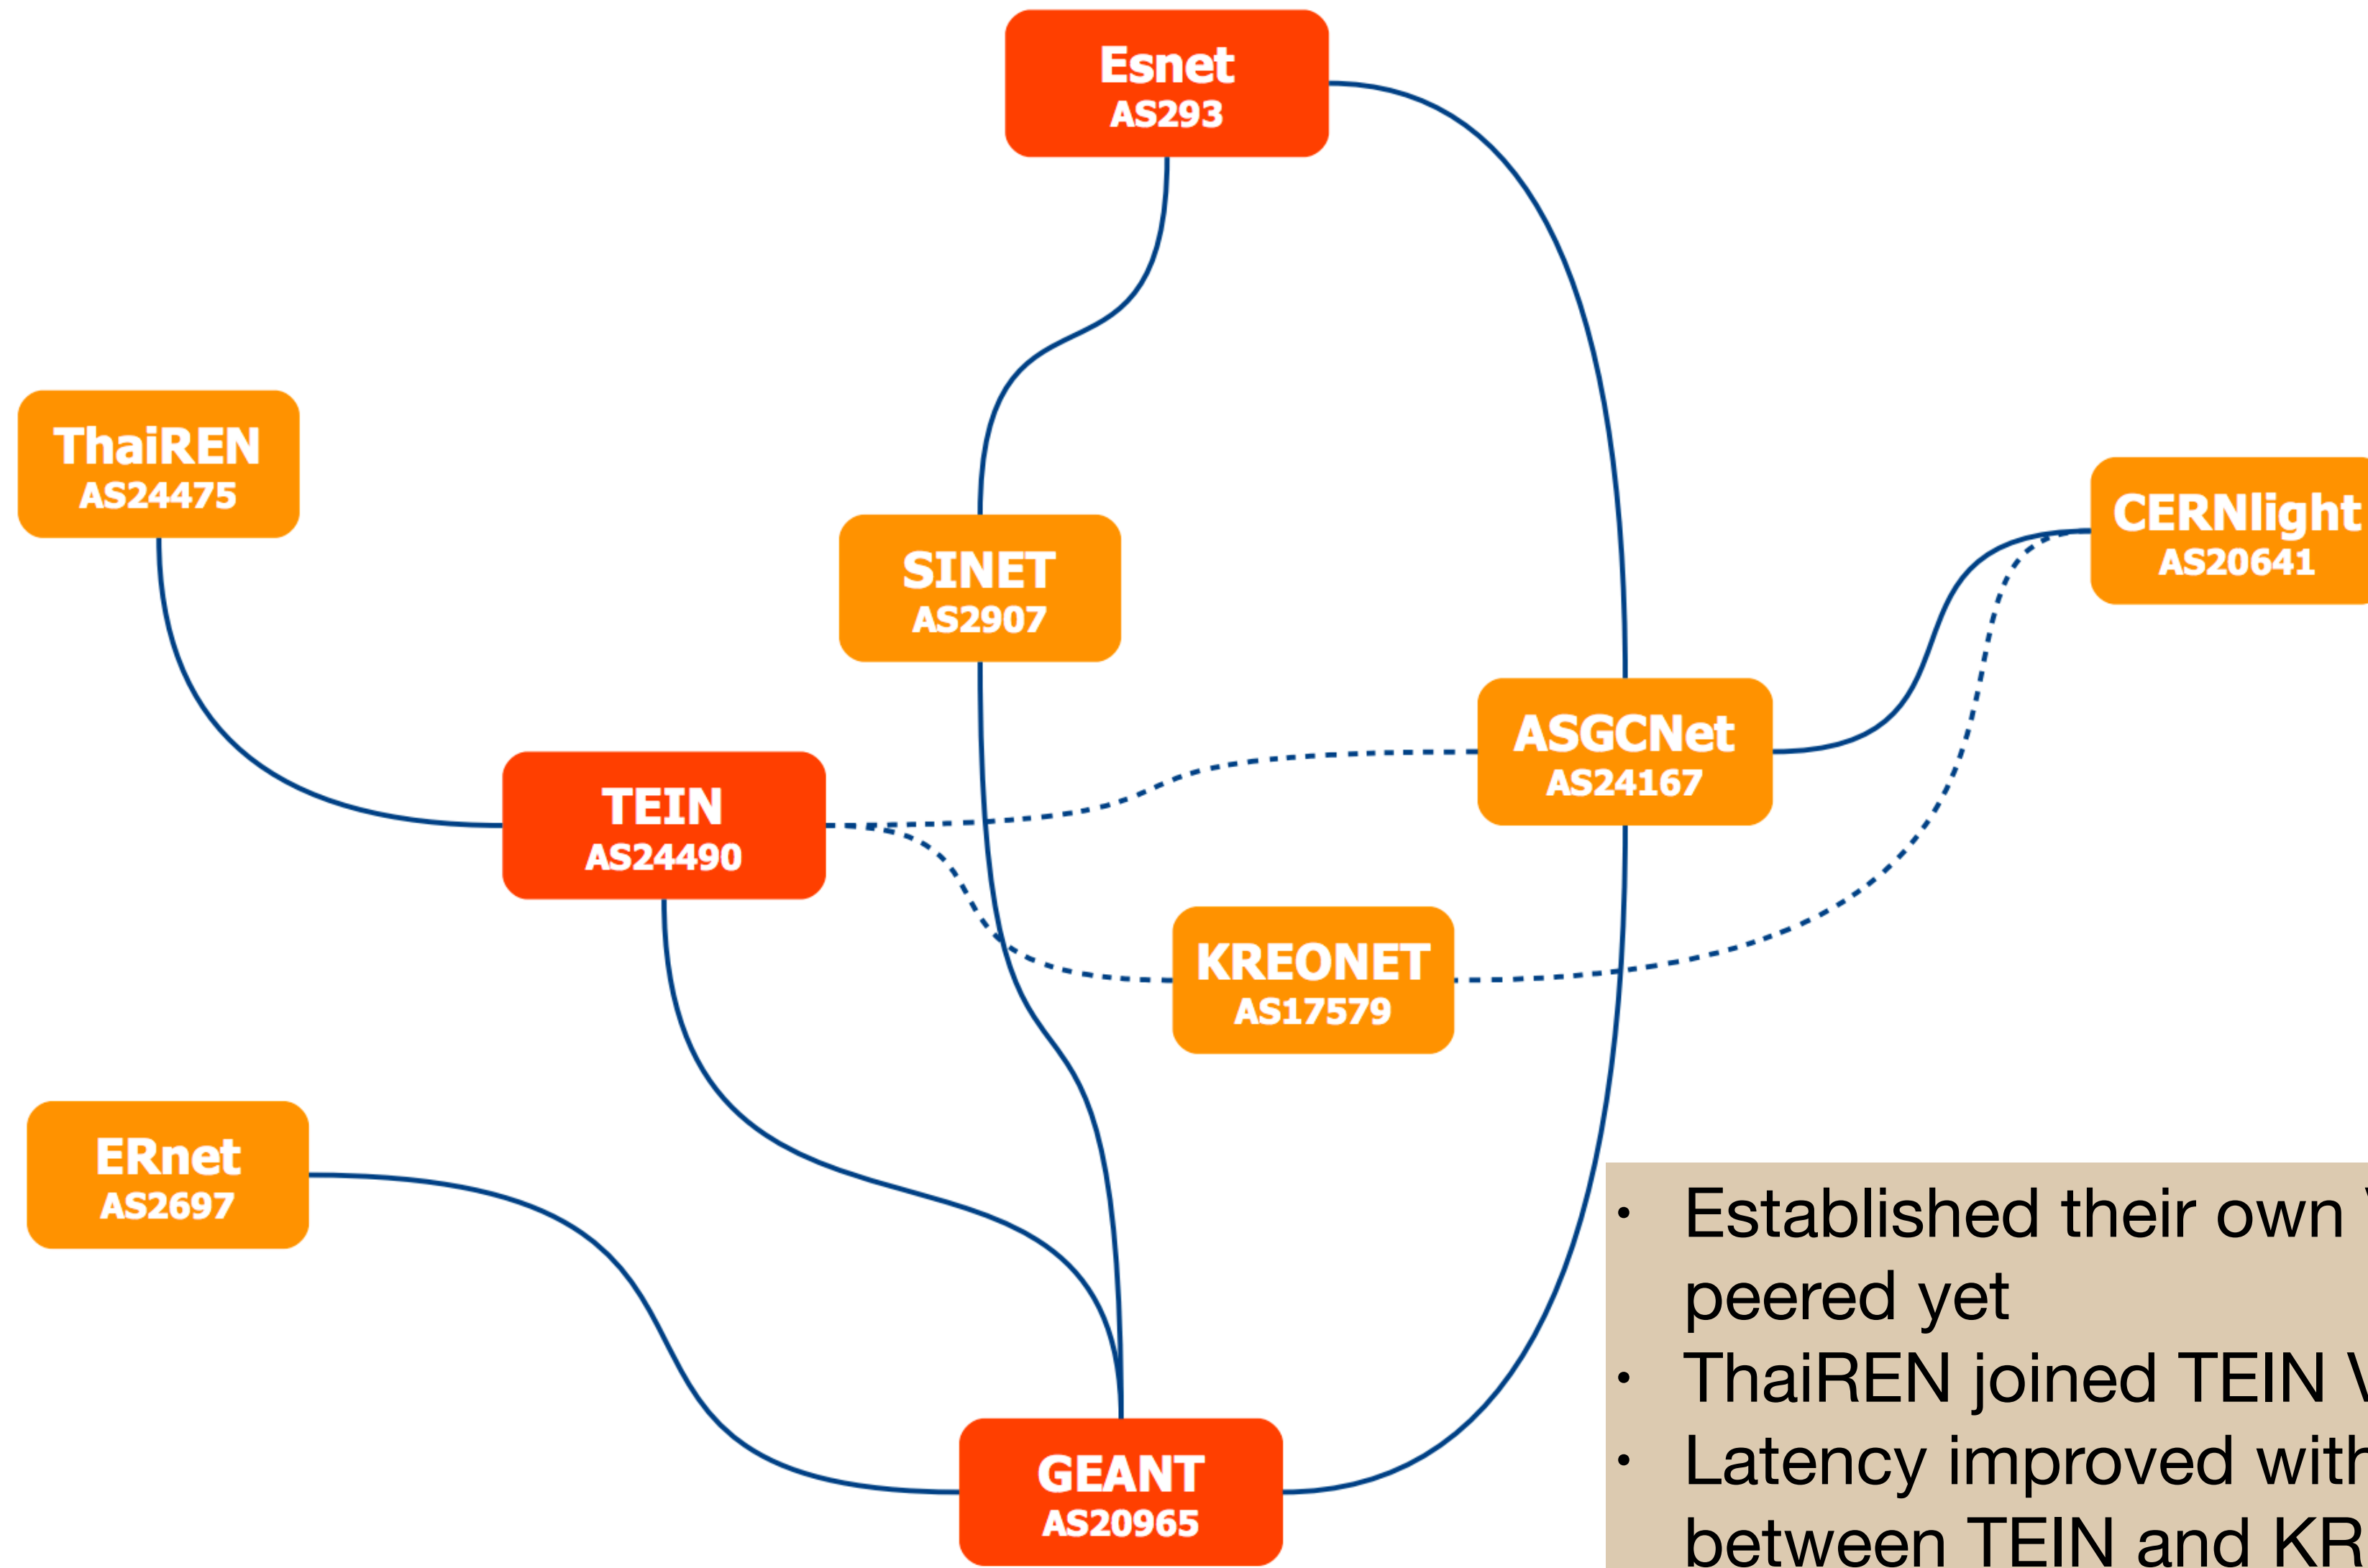 Esnet
AS293
ThaiREN
AS24475
CERNlight
AS20641
SINET
AS2907
ASGCNet
AS24167
TEIN
AS24490
KREONET
AS17579
ERnet
AS2697
GEANT
AS20965
• Established their own
peered yet
• ThaiREN joined TEIN
• Latency improved with
between TEIN and